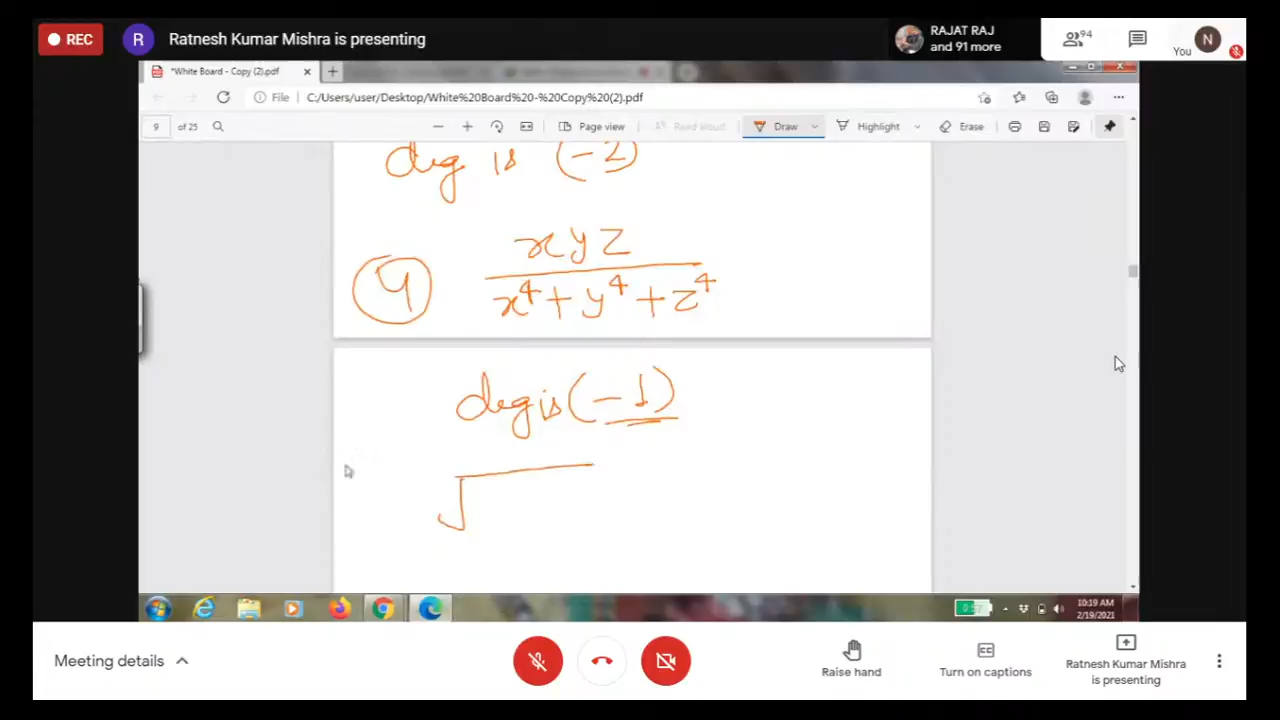 REC
R
Ratnesh Kumar Mishra is presenting
RAJAT RAJ
and 91 more
94
You
N
*White Board - Copy (2).pdf
File
C:/Users/user/Desktop/White%20Board%20-%20Copy%20(2).pdf
9 of 25
Page view
Read aloud
Draw
Highlight
Erase
deg is (-2)
4
xyz
x⁴+y⁴+z⁴
deg is (-1)
√
10:19 AM
2/19/2021
Meeting details
Raise hand
Turn on captions
Ratnesh Kumar Mishra
is presenting